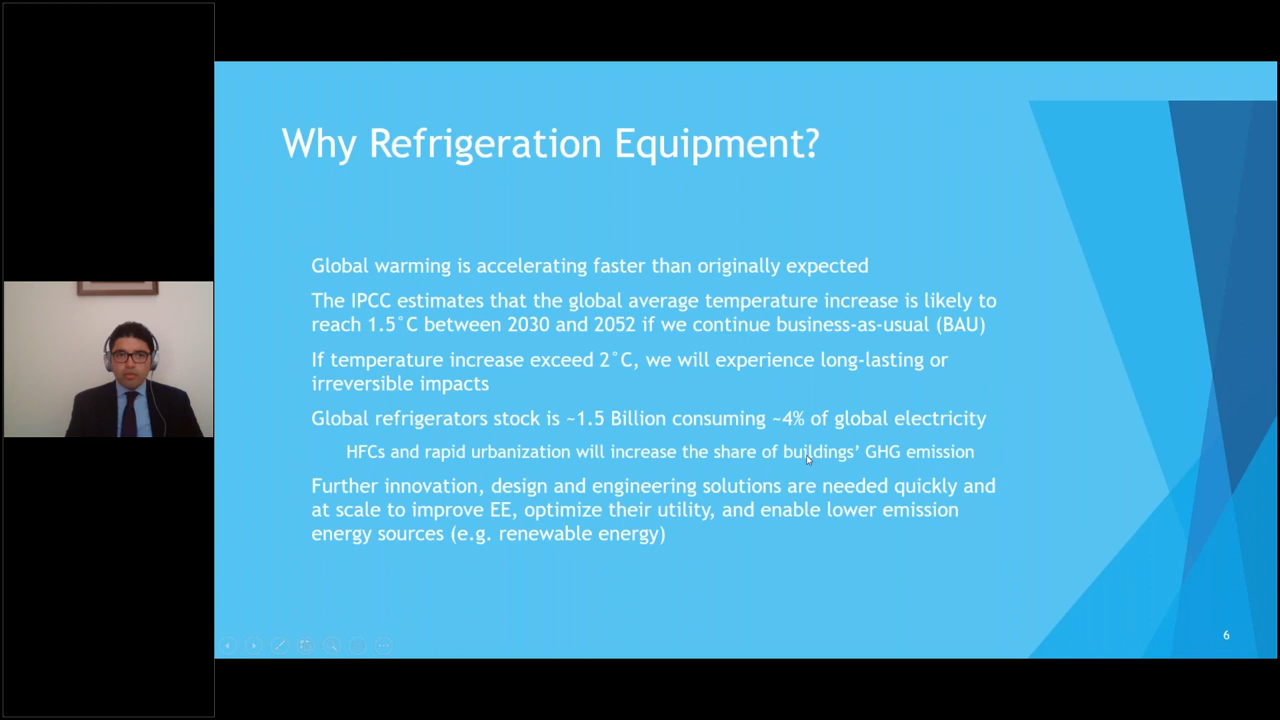 Why Refrigeration Equipment?
Global warming is accelerating faster than originally expected
The IPCC estimates that the global average temperature increase is likely to
reach 1.5°C between 2030 and 2052 if we continue business-as-usual (BAU)
If temperature increase exceed 2°C, we will experience long-lasting or
irreversible impacts
Global refrigerators stock is ~1.5 Billion consuming ~4% of global electricity
HFCs and rapid urbanization will increase the share of buildings’ GHG emission
Further innovation, design and engineering solutions are needed quickly and
at scale to improve EE, optimize their utility, and enable lower emission
energy sources (e.g. renewable energy)
6